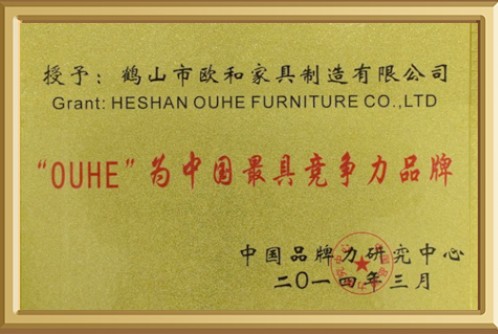 授予：鹤山市欧和家具制造有限公司
Grant: HESHAN OUHE FURNITURE CO.,LTD
“OUHE”为中国最具竞争力品牌
中国品牌力研究中心
二〇一四年三月